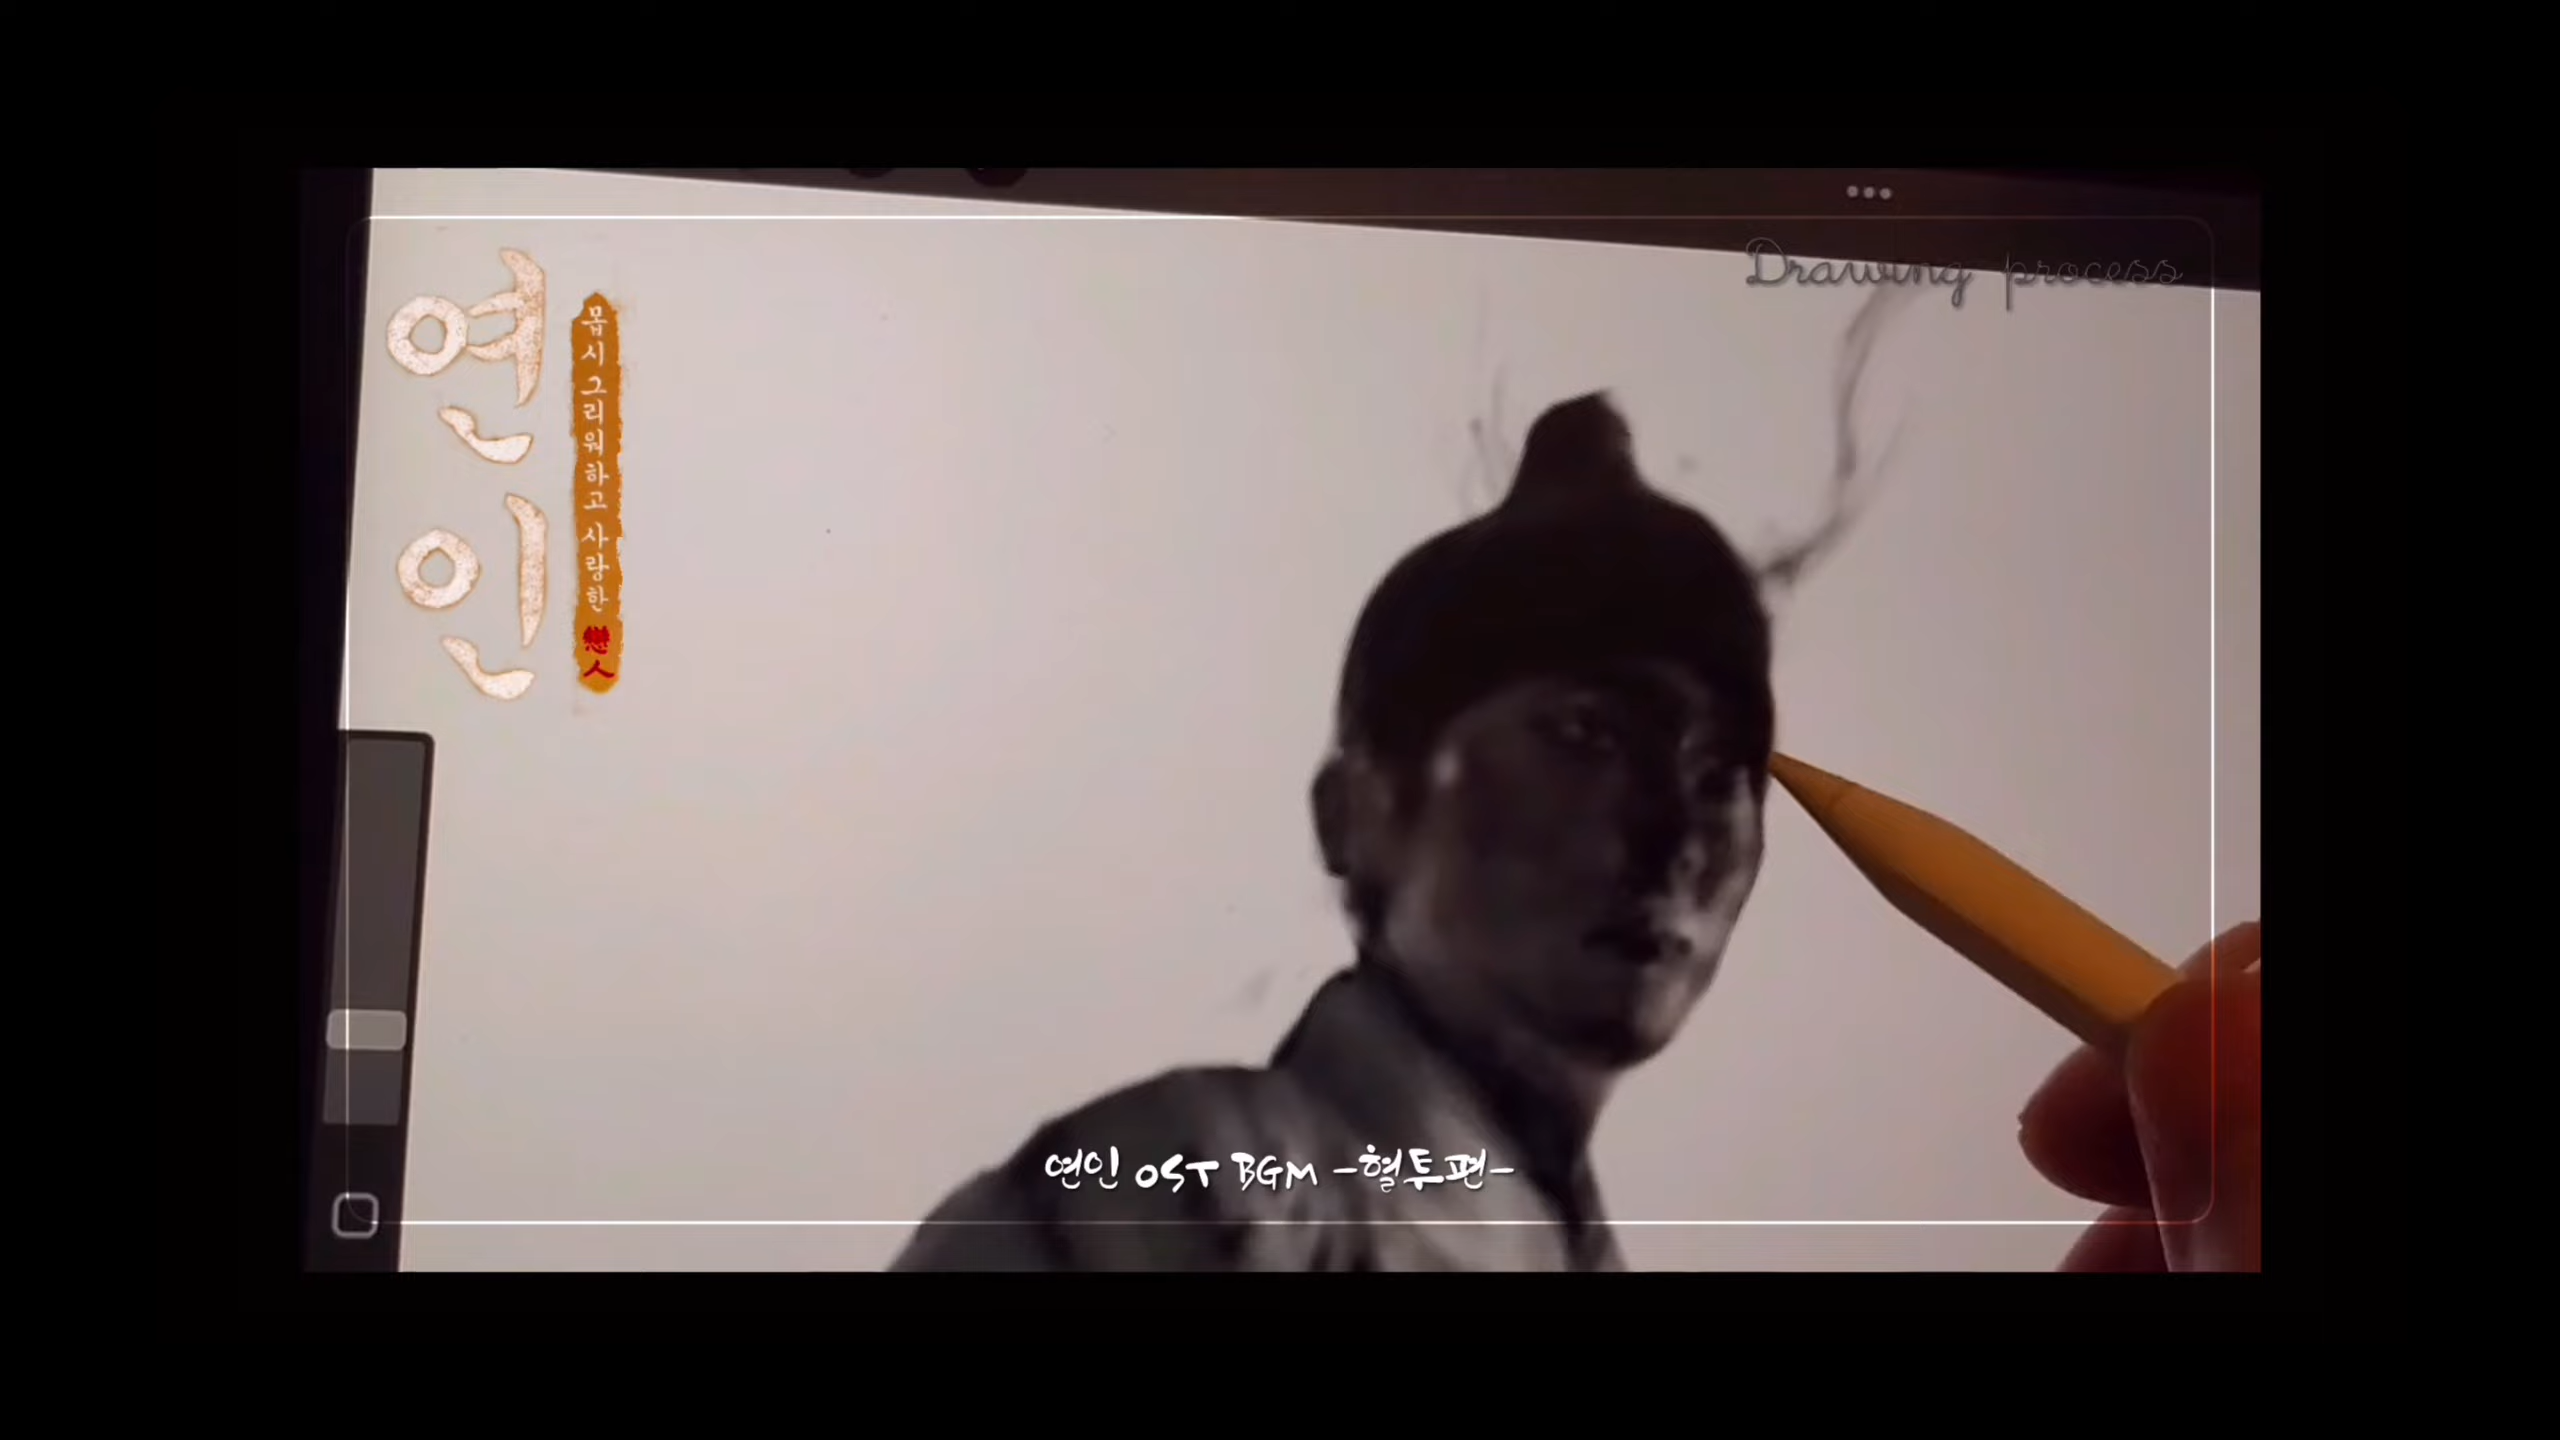 연인
몹시 그리워하고 사랑한 戀人
Drawing process
연인 OST BGM -혈투편-